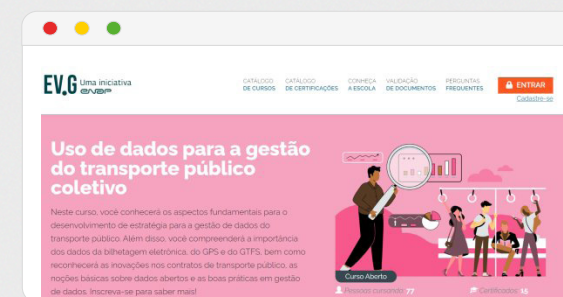 EV.G Uma iniciativa
enap
CATÁLOGO
DE CURSOS
CATÁLOGO
DE CERTIFICAÇÕES
CONHEÇA
A ESCOLA
VALIDAÇÃO
DE DOCUMENTOS
PERGUNTAS
FREQUENTES
ENTRAR
Cadastre-se
Uso de dados para a gestão
do transporte público
coletivo
Neste curso, você conhecerá os aspectos fundamentais para o
desenvolvimento de estratégia para a gestão de dados do
transporte público. Além disso, você compreenderá a importância
dos dados da bilhetagem eletrônica, do GPS e do GTFS, bem como
reconhecerá as inovações nos contratos de transporte público, as
noções básicas sobre dados abertos e as boas práticas em gestão
de dados. Inscreva-se para saber mais!
Curso Aberto
Pessoas cursando: 77
Certificados: 15